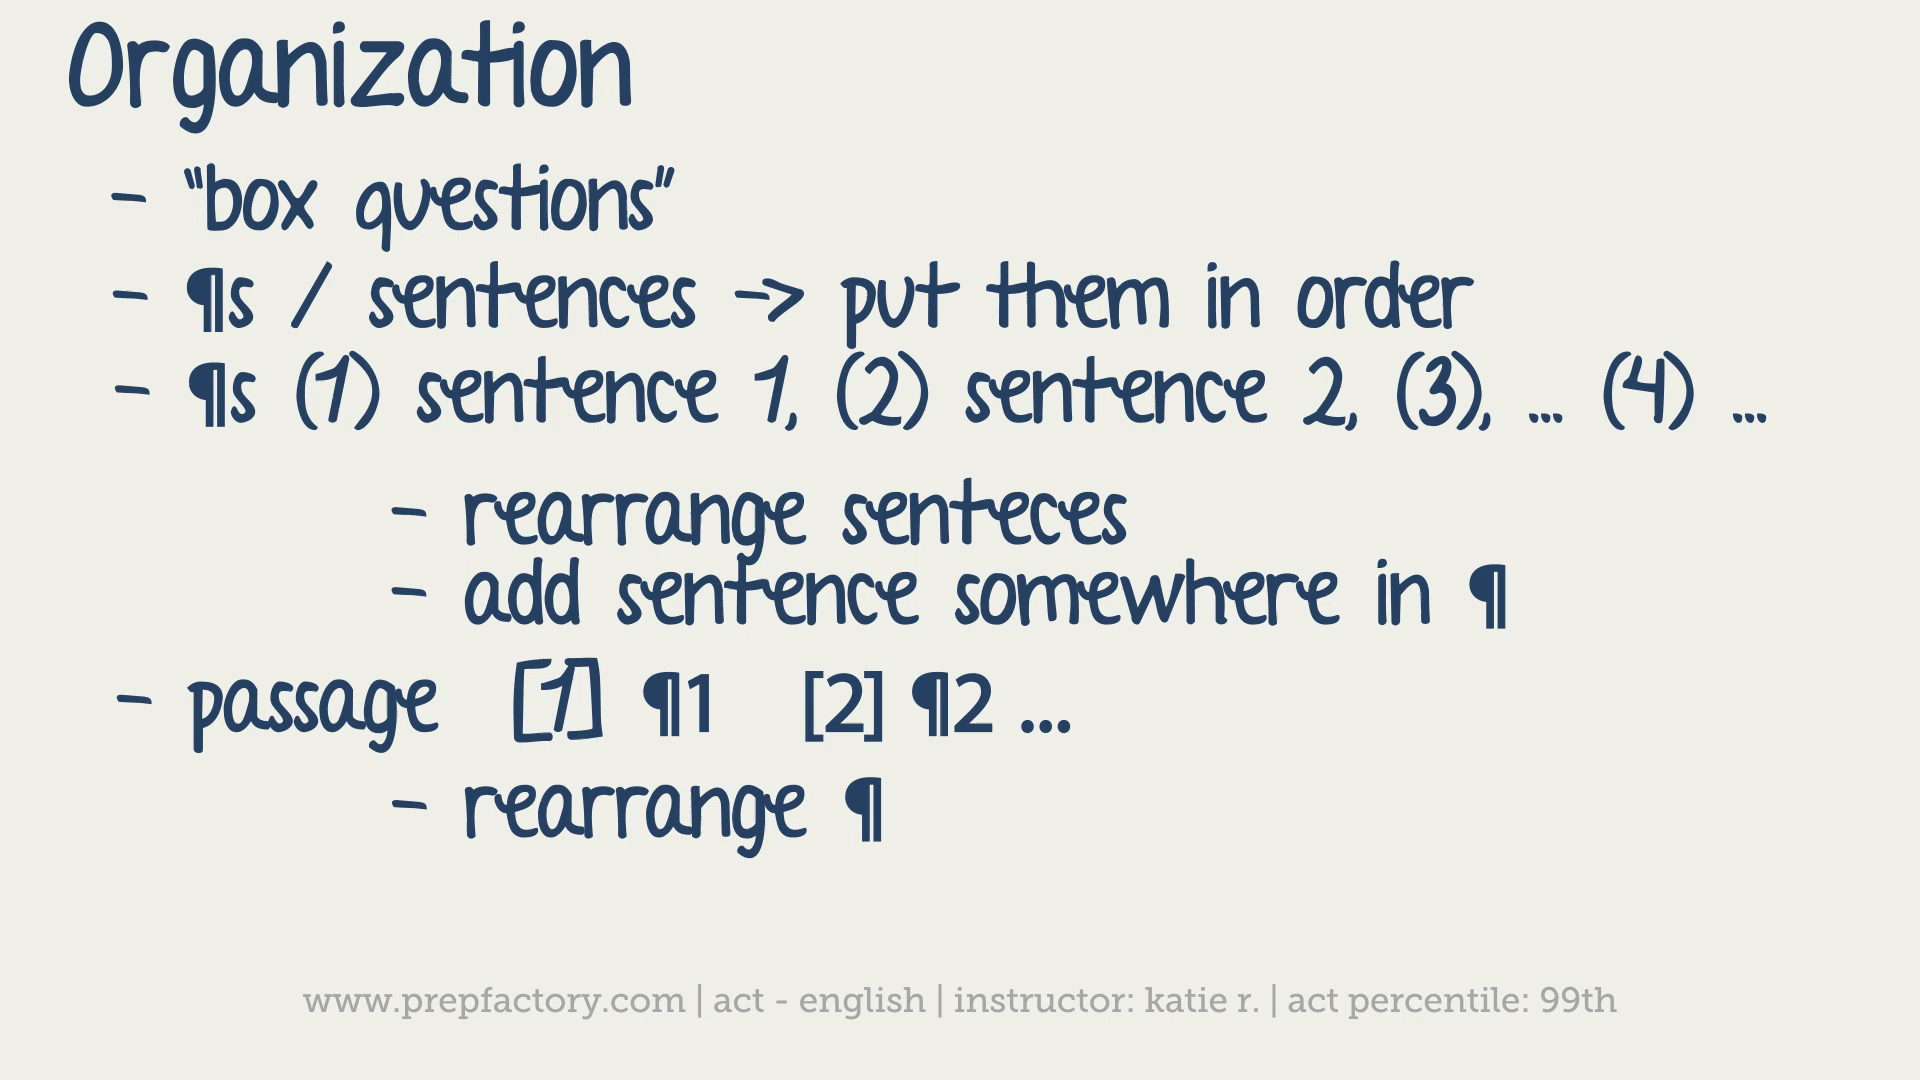 Organization
- "box questions"
- ¶s / sentences -> put them in order
- ¶s (1) sentence 1, (2) sentence 2, (3), ... (4) ...
- rearrange senteces
- add sentence somewhere in ¶
- passage [1] ¶1 [2] ¶2 ...
- rearrange ¶
www.prepfactory.com | act - english | instructor: katie r. | act percentile: 99th